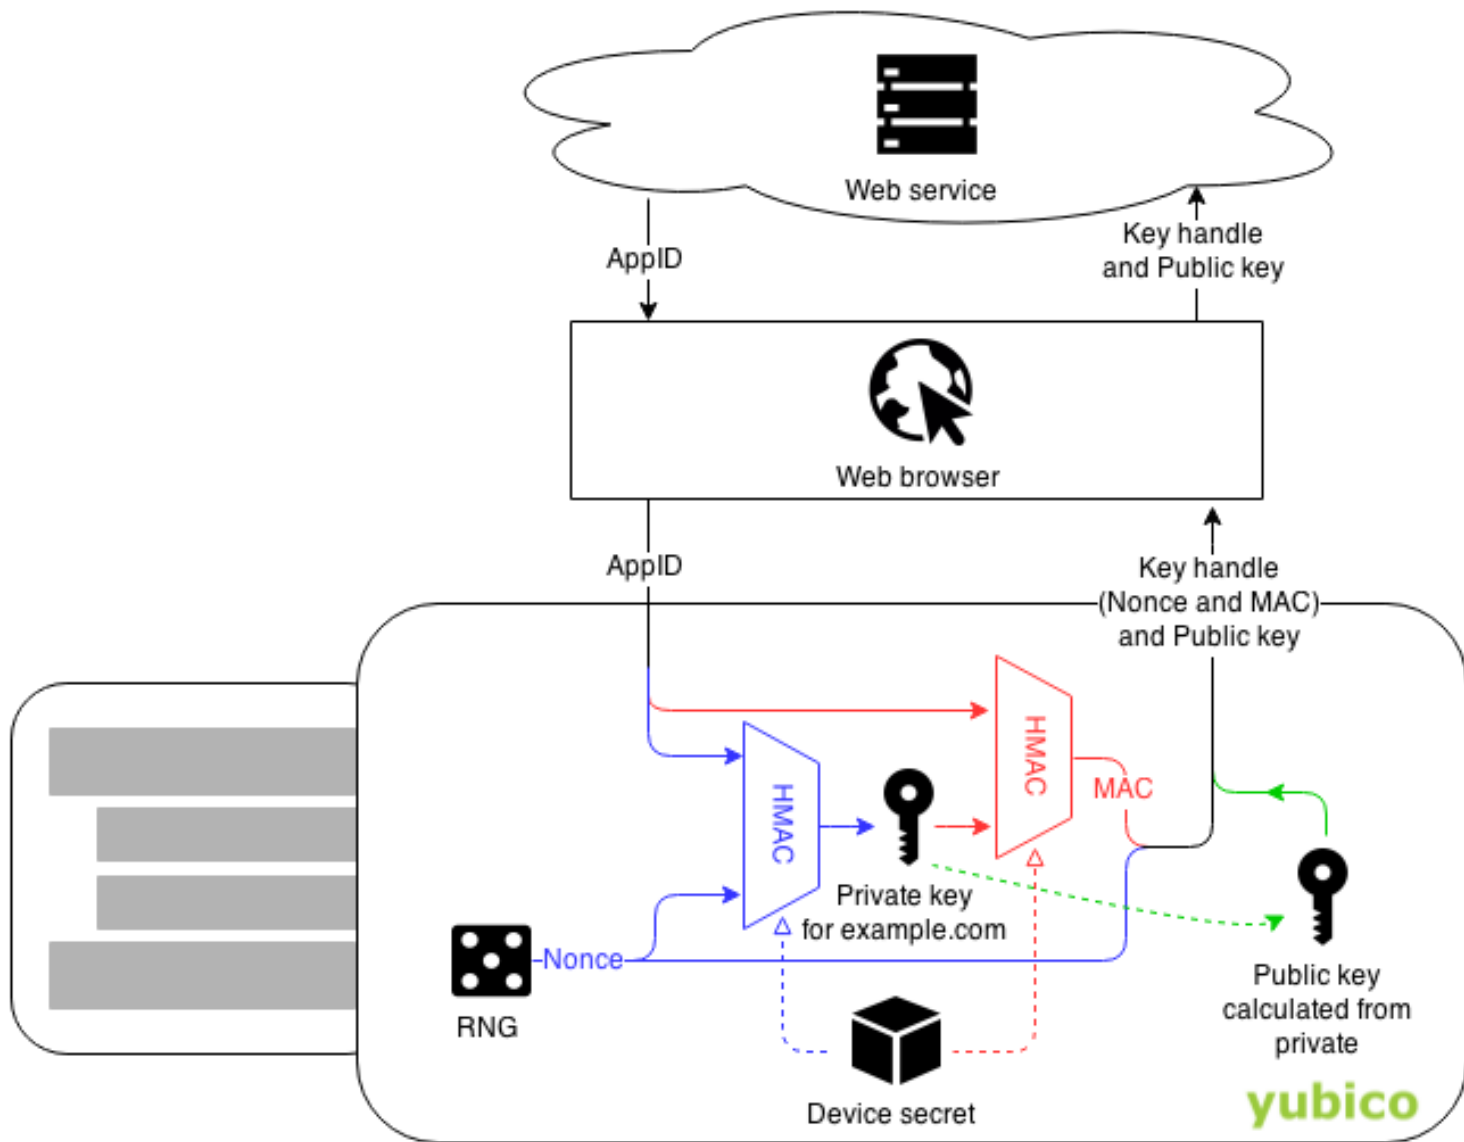 Web service
AppID
Key handle
and Public key
Web browser
AppID
Key handle
(Nonce and MAC)
and Public key
HMAC
HMAC
MAC
Private key
for example.com
Nonce
RNG
Device secret
Public key
calculated from
private
yubico